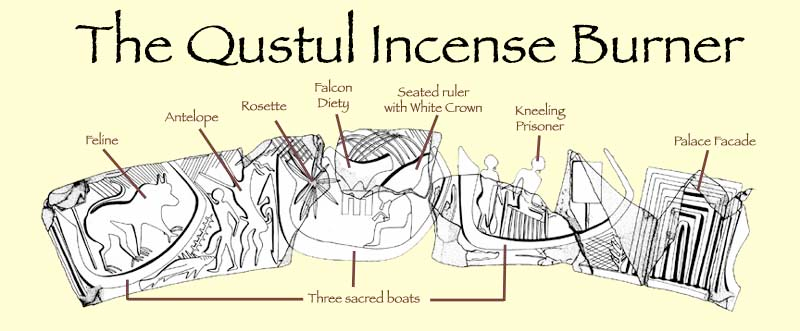 The Qustul Incense Burner
Feline
Antelope
Rosette
Falcon
Diety
Seated ruler
with White Crown
Kneeling
Prisoner
Palace Facade
Three sacred boats